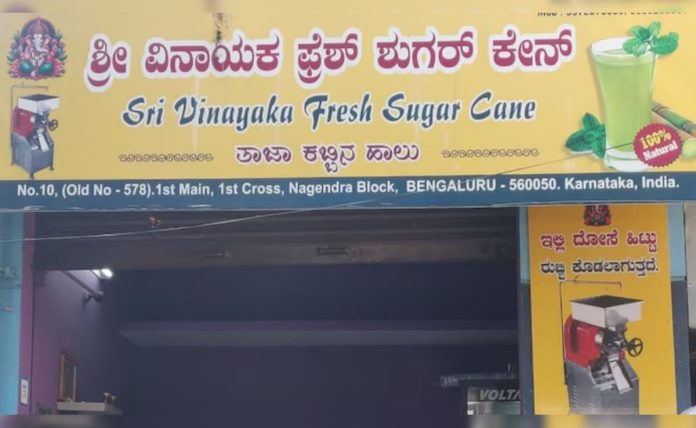 ಶ್ರೀ ವಿನಾಯಕ ಫ್ರೆಶ್ ಶುಗರ್ ಕೇನ್
Sri Vinayaka Fresh Sugar Cane
ತಾಜಾ ಕಬ್ಬಿನ ಹಾಲು
100% Natural
No.10, (Old No - 578).1st Main, 1st Cross, Nagendra Block, BENGALURU - 560050. Karnataka, India.
ಇಲ್ಲಿ ದೋಸೆ ಹಿಟ್ಟು
ರುಬ್ಬಿ ಕೊಡಲಾಗುತ್ತದೆ.